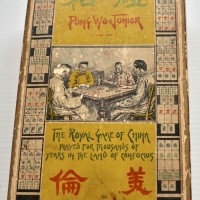 PUNG WOO JUNIOR
THE ROYAL GAME OF CHINA
PLAYED FOR THOUSANDS OF
YEARS IN THE LAND OF CONFUCIUS
倫 美